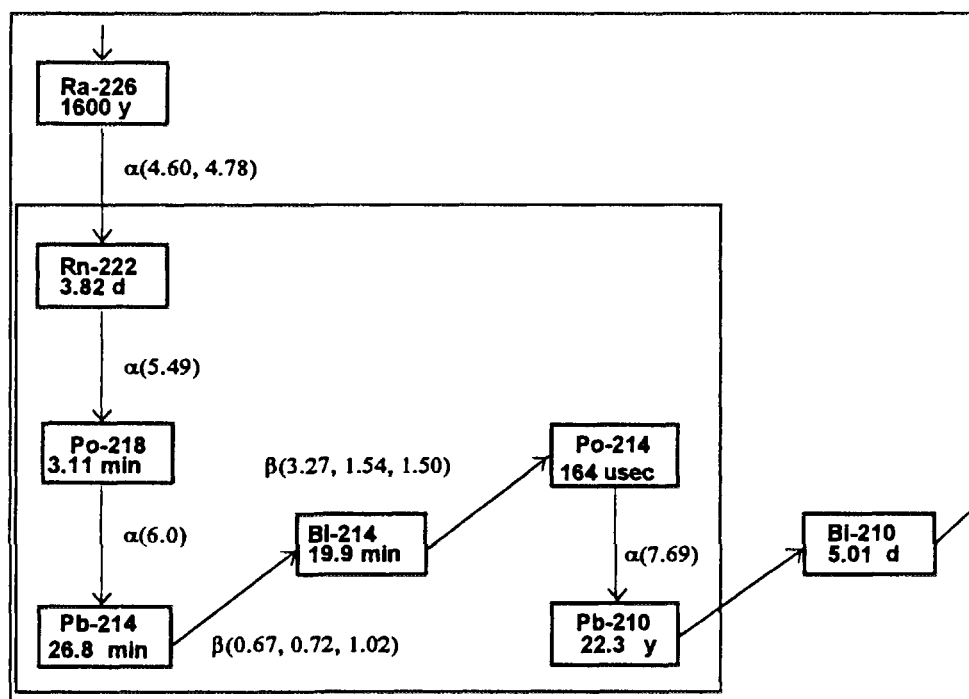 Ra-226
1600 y
α(4.60, 4.78)
Rn-222
3.82 d
α(5.49)
Po-218
3.11 min
β(3.27, 1.54, 1.50)
Po-214
164 usec
α(6.0)
Bi-214
19.9 min
α(7.69)
Bi-210
5.01 d
Pb-214
26.8 min
β(0.67, 0.72, 1.02)
Pb-210
22.3 y